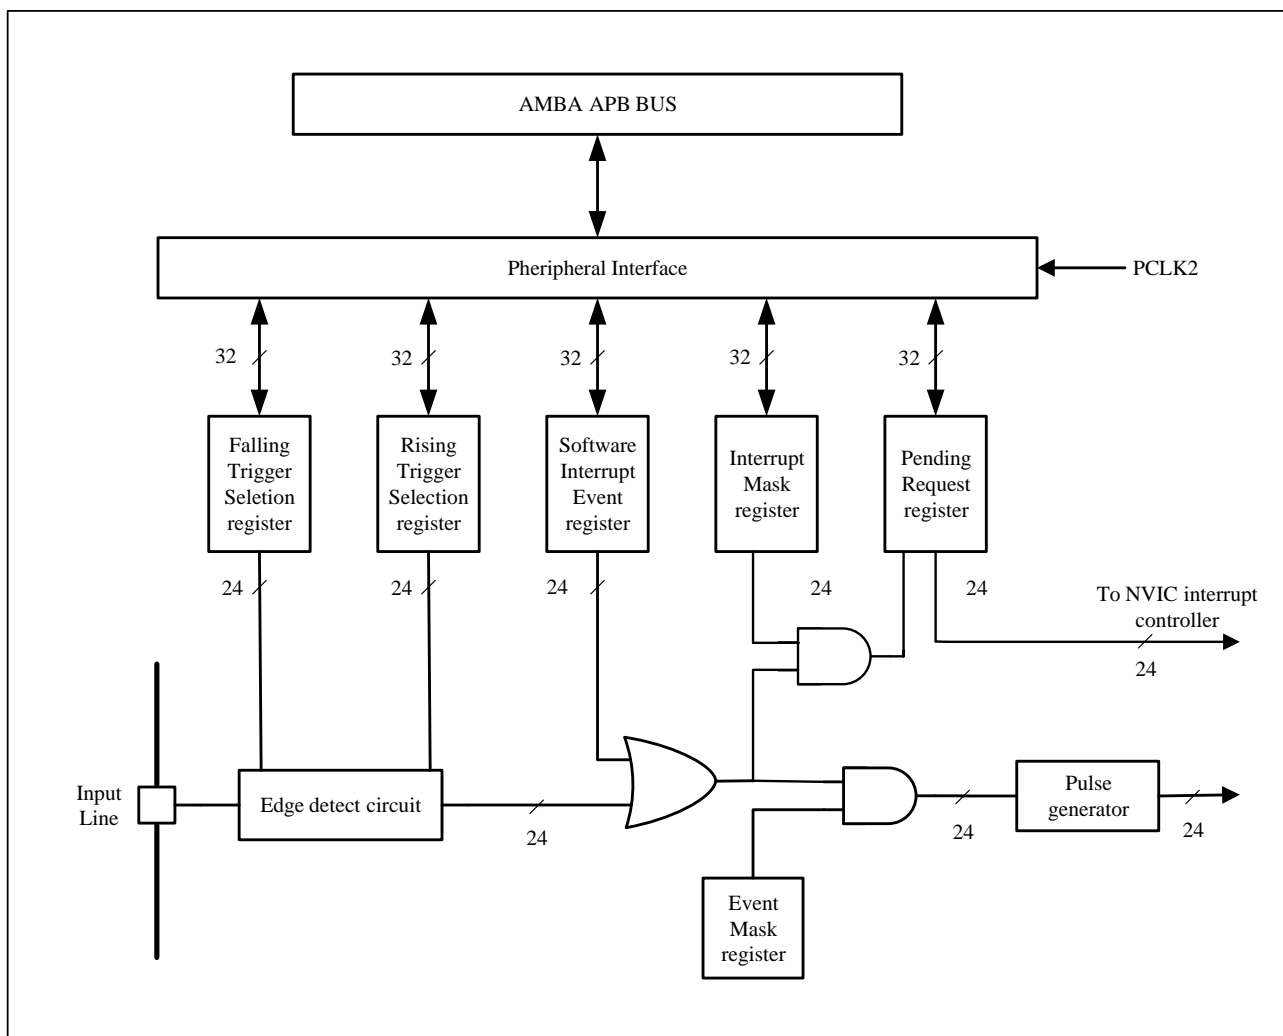 AMBA APB BUS
Pheripheral Interface
PCLK2
32
32
32
32
32
Falling
Trigger
Seletion
register
Rising
Trigger
Selection
register
Software
Interrupt
Event
register
Interrupt
Mask
register
Pending
Request
register
24
24
24
24
24
To NVIC interrupt
controller
24
Input
Line
Edge detect circuit
24
24
Pulse
generator
24
Event
Mask
register